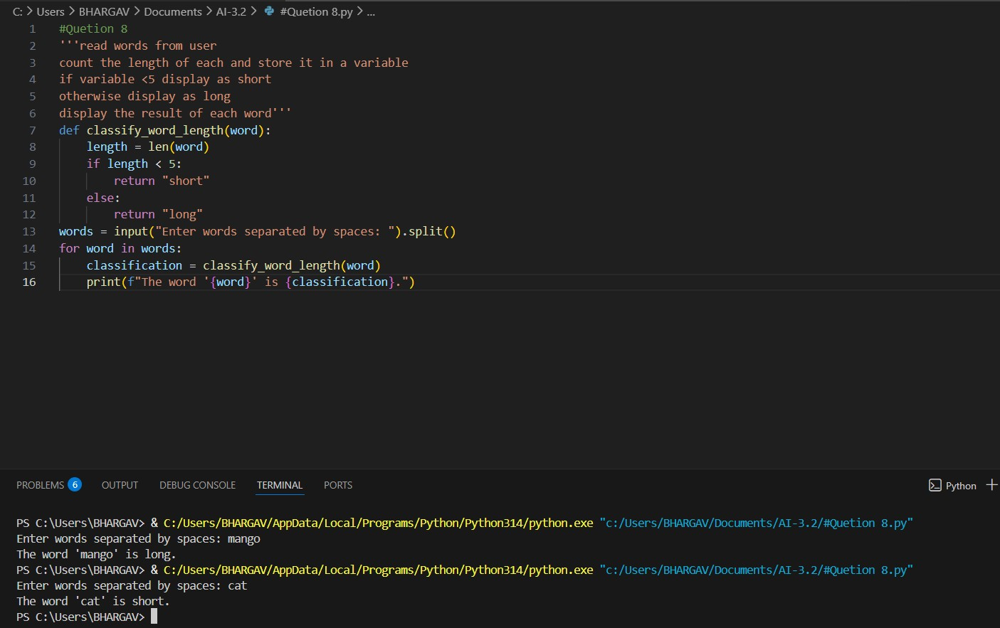 C: > Users > BHARGAV > Documents > AI-3.2 > #Quetion 8.py > ...
1 #Quetion 8
2 '''read words from user
3 count the length of each and store it in a variable
4 if variable <5 display as short
5 otherwise display as long
6 display the result of each word'''
7 def classify_word_length(word):
8     length = len(word)
9     if length < 5:
10         return "short"
11     else:
12         return "long"
13 words = input("Enter words separated by spaces: ").split()
14 for word in words:
15     classification = classify_word_length(word)
16     print(f"The word '{word}' is {classification}.")
PROBLEMS 6 OUTPUT DEBUG CONSOLE TERMINAL PORTS Python +
PS C:\Users\BHARGAV> & C:/Users/BHARGAV/AppData/Local/Programs/Python/Python314/python.exe "c:/Users/BHARGAV/Documents/AI-3.2/#Quetion 8.py"
Enter words separated by spaces: mango
The word 'mango' is long.
PS C:\Users\BHARGAV> & C:/Users/BHARGAV/AppData/Local/Programs/Python/Python314/python.exe "c:/Users/BHARGAV/Documents/AI-3.2/#Quetion 8.py"
Enter words separated by spaces: cat
The word 'cat' is short.
PS C:\Users\BHARGAV>